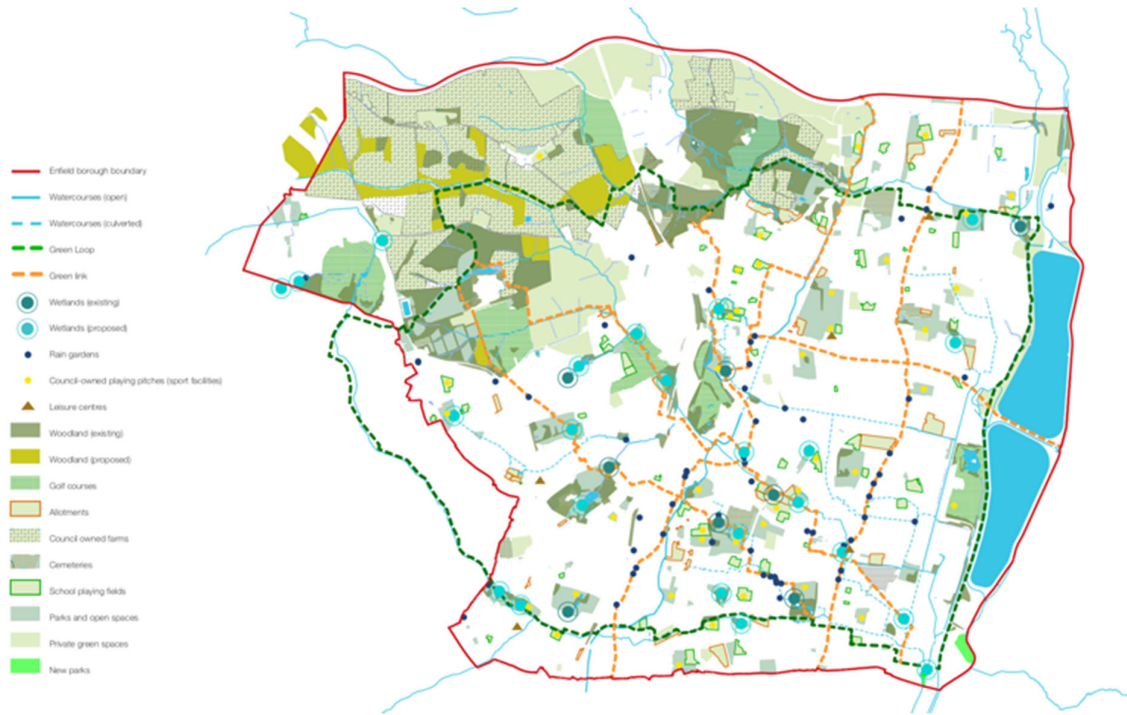 Enfield borough boundary
Watercourses (open)
Watercourses (culverted)
Green Loop
Green link
Wetlands (existing)
Wetlands (proposed)
Rain gardens
Council-owned playing pitches (sport facilities)
Leisure centres
Woodland (existing)
Woodland (proposed)
Golf courses
Allotments
Council owned farms
Cemeteries
School playing fields
Parks and open spaces
Private green spaces
New parks